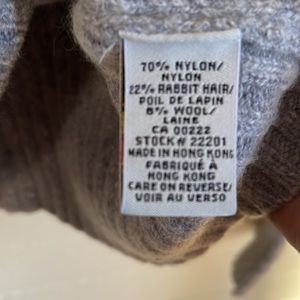 70% NYLON/
NYLON
22% RABBIT HAIR/
POIL DE LAPIN
8% WOOL/
LAINE
CA 00222
STOCK# 22201
MADE IN HONG KONG
FABRIQUÉ À
HONG KONG
CARE ON REVERSE/
VOIR AU VERSO